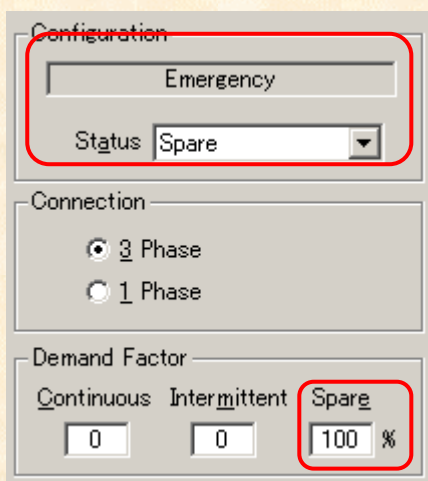 Configuration
Emergency
Status Spare
Connection
3 Phase
1 Phase
Demand Factor
Continuous Intermittent Spare
0 0 100 %